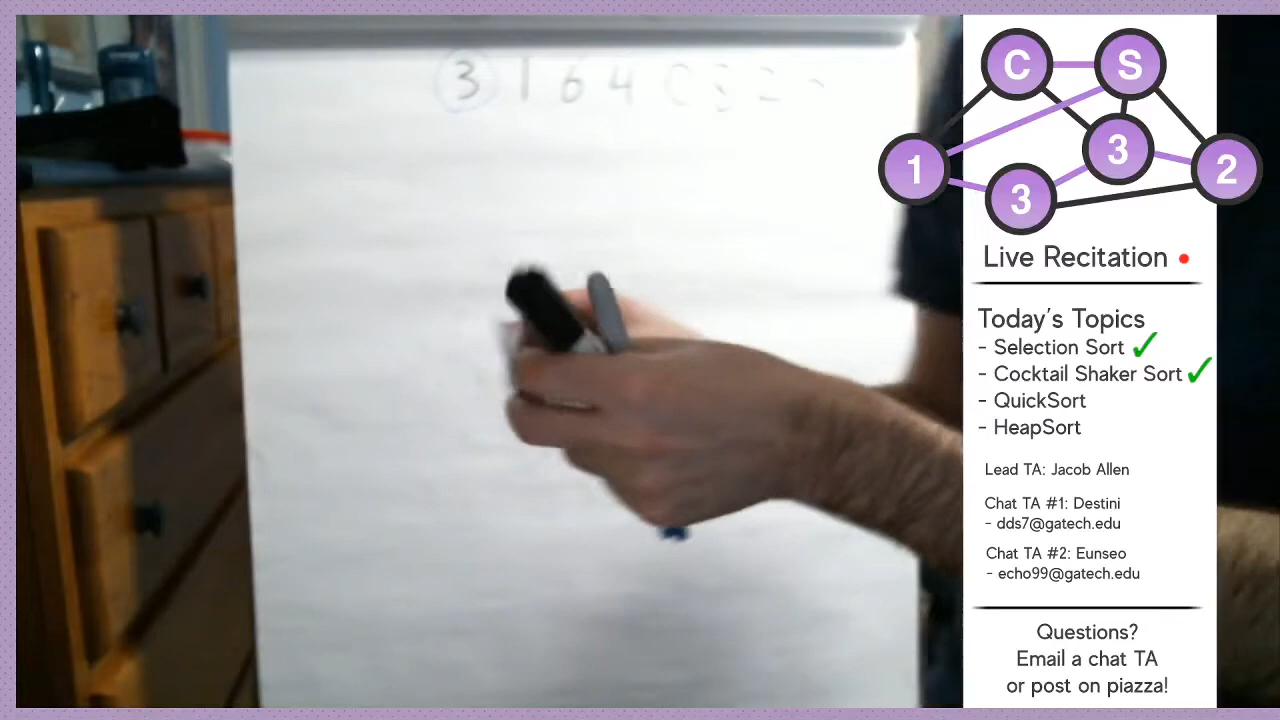 3 1 6 4
C S
1 3 3 2
Live Recitation
Today's Topics
- Selection Sort ✓
- Cocktail Shaker Sort ✓
- QuickSort
- HeapSort
Lead TA: Jacob Allen
Chat TA #1: Destini
- dds7@gatech.edu
Chat TA #2: Eunseo
- echo99@gatech.edu
Questions?
Email a chat TA
or post on piazza!